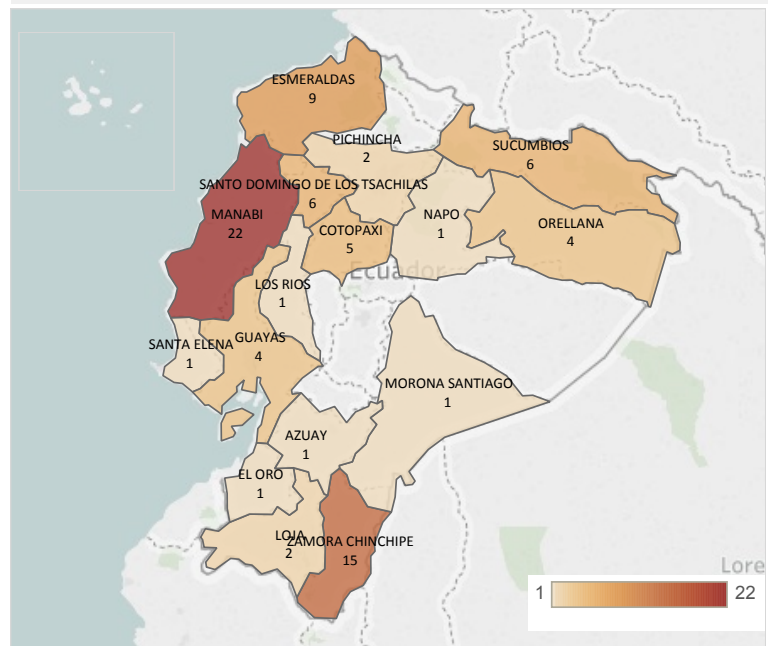 ESMERALDAS
9
PICHINCHA
2
SUCUMBIOS
6
SANTO DOMINGO DE LOS TSACHILAS
6
MANABI
22
COTOPAXI
5
NAPO
1
ORELLANA
4
Ecuador
LOS RIOS
1
SANTA ELENA
1
GUAYAS
4
MORONA SANTIAGO
1
AZUAY
1
EL ORO
1
LOJA
2
ZAMORA CHINCHIPE
15
Lore
1 22